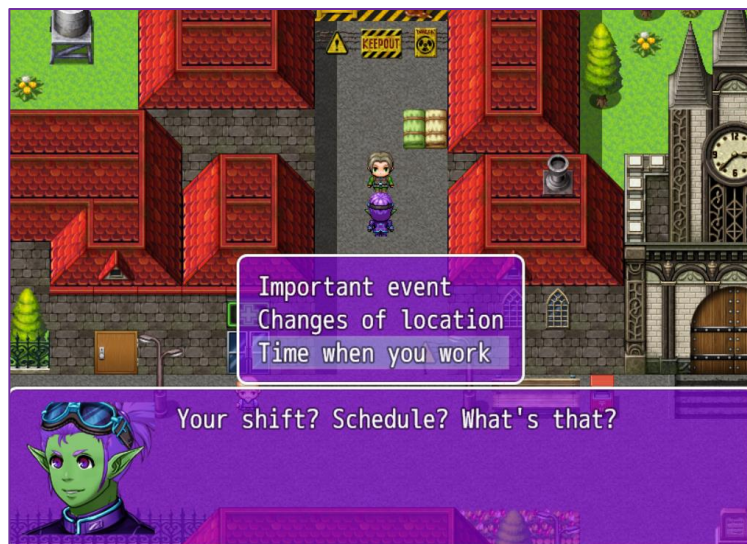 KEEPOUT
Important event
Changes of location
Time when you work
Your shift? Schedule? What's that?